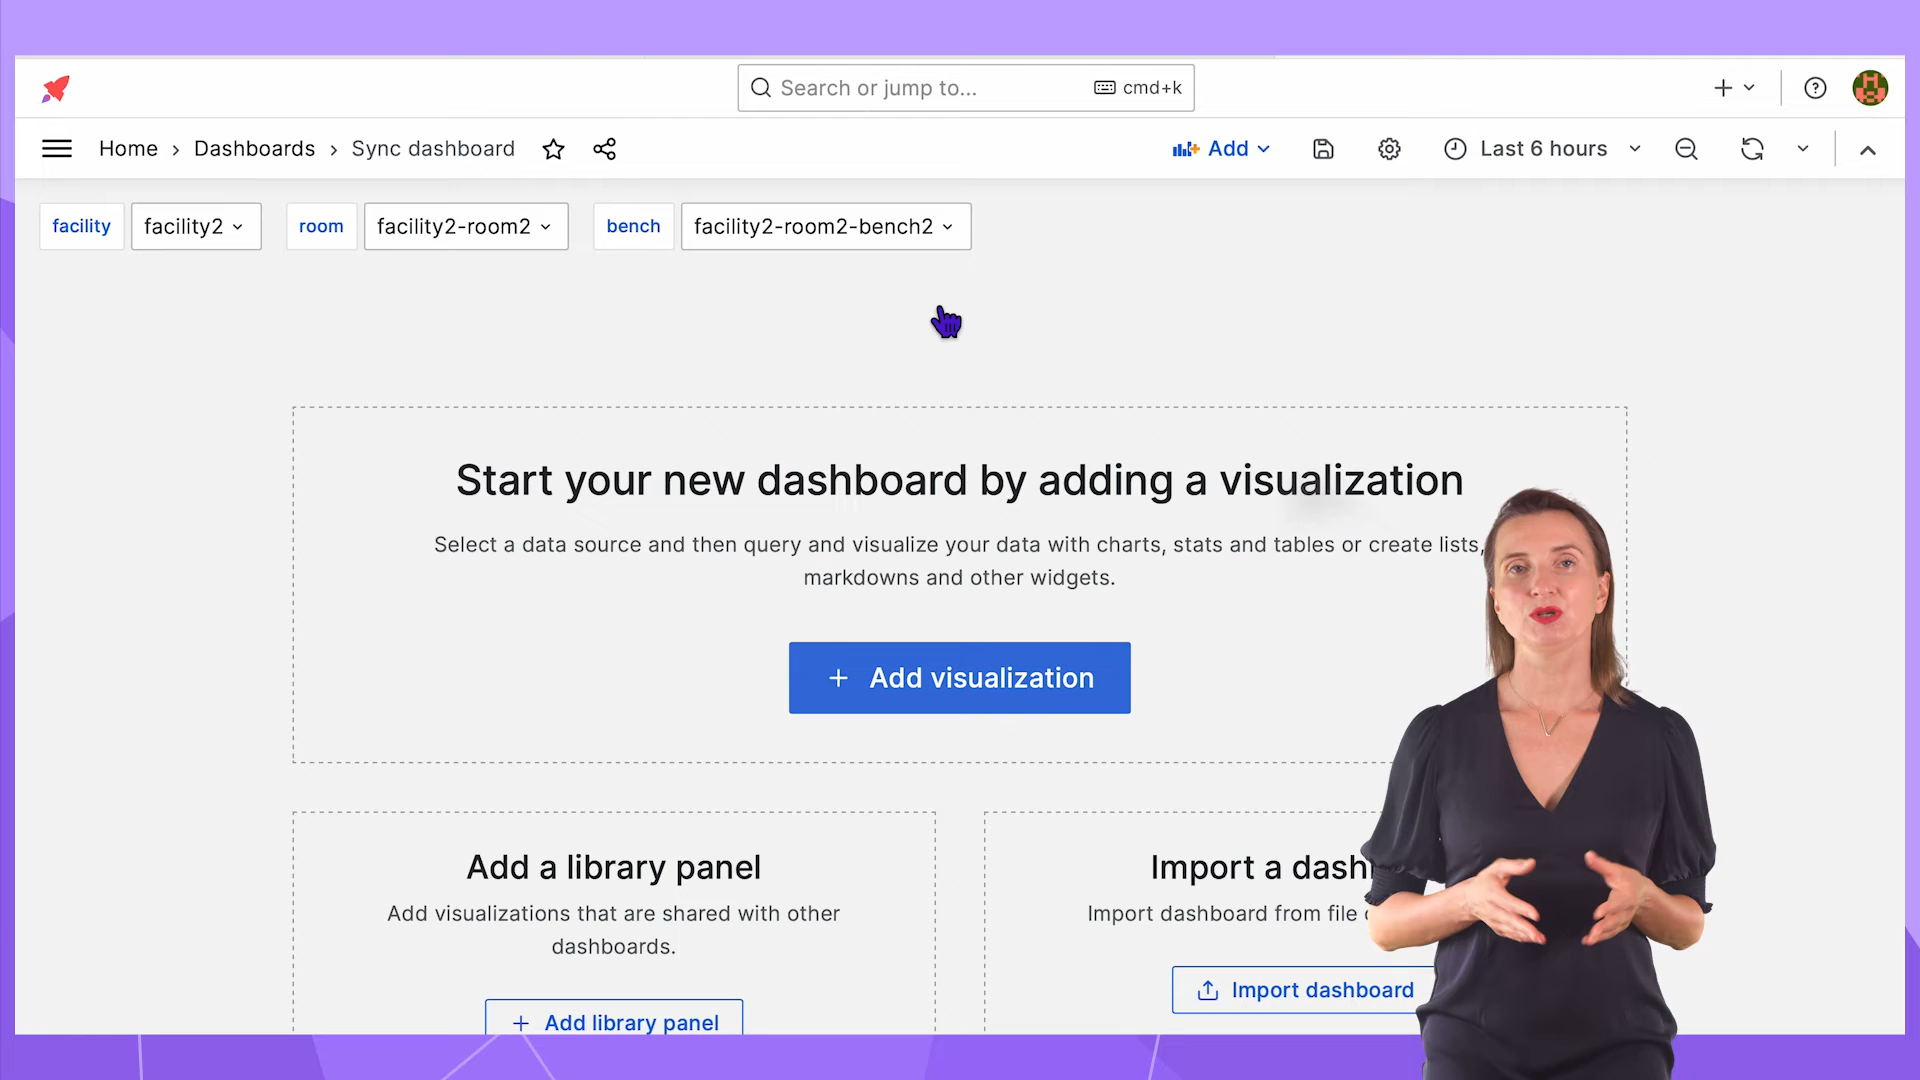 Search or jump to...
cmd+k
Home › Dashboards › Sync dashboard
Add
Last 6 hours
facility
facility2
room
facility2-room2
bench
facility2-room2-bench2
Start your new dashboard by adding a visualization
Select a data source and then query and visualize your data with charts, stats and tables or create lists,
markdowns and other widgets.
+ Add visualization
Add a library panel
Add visualizations that are shared with other
dashboards.
+ Add library panel
Import a dash
Import dashboard from file
Import dashboard